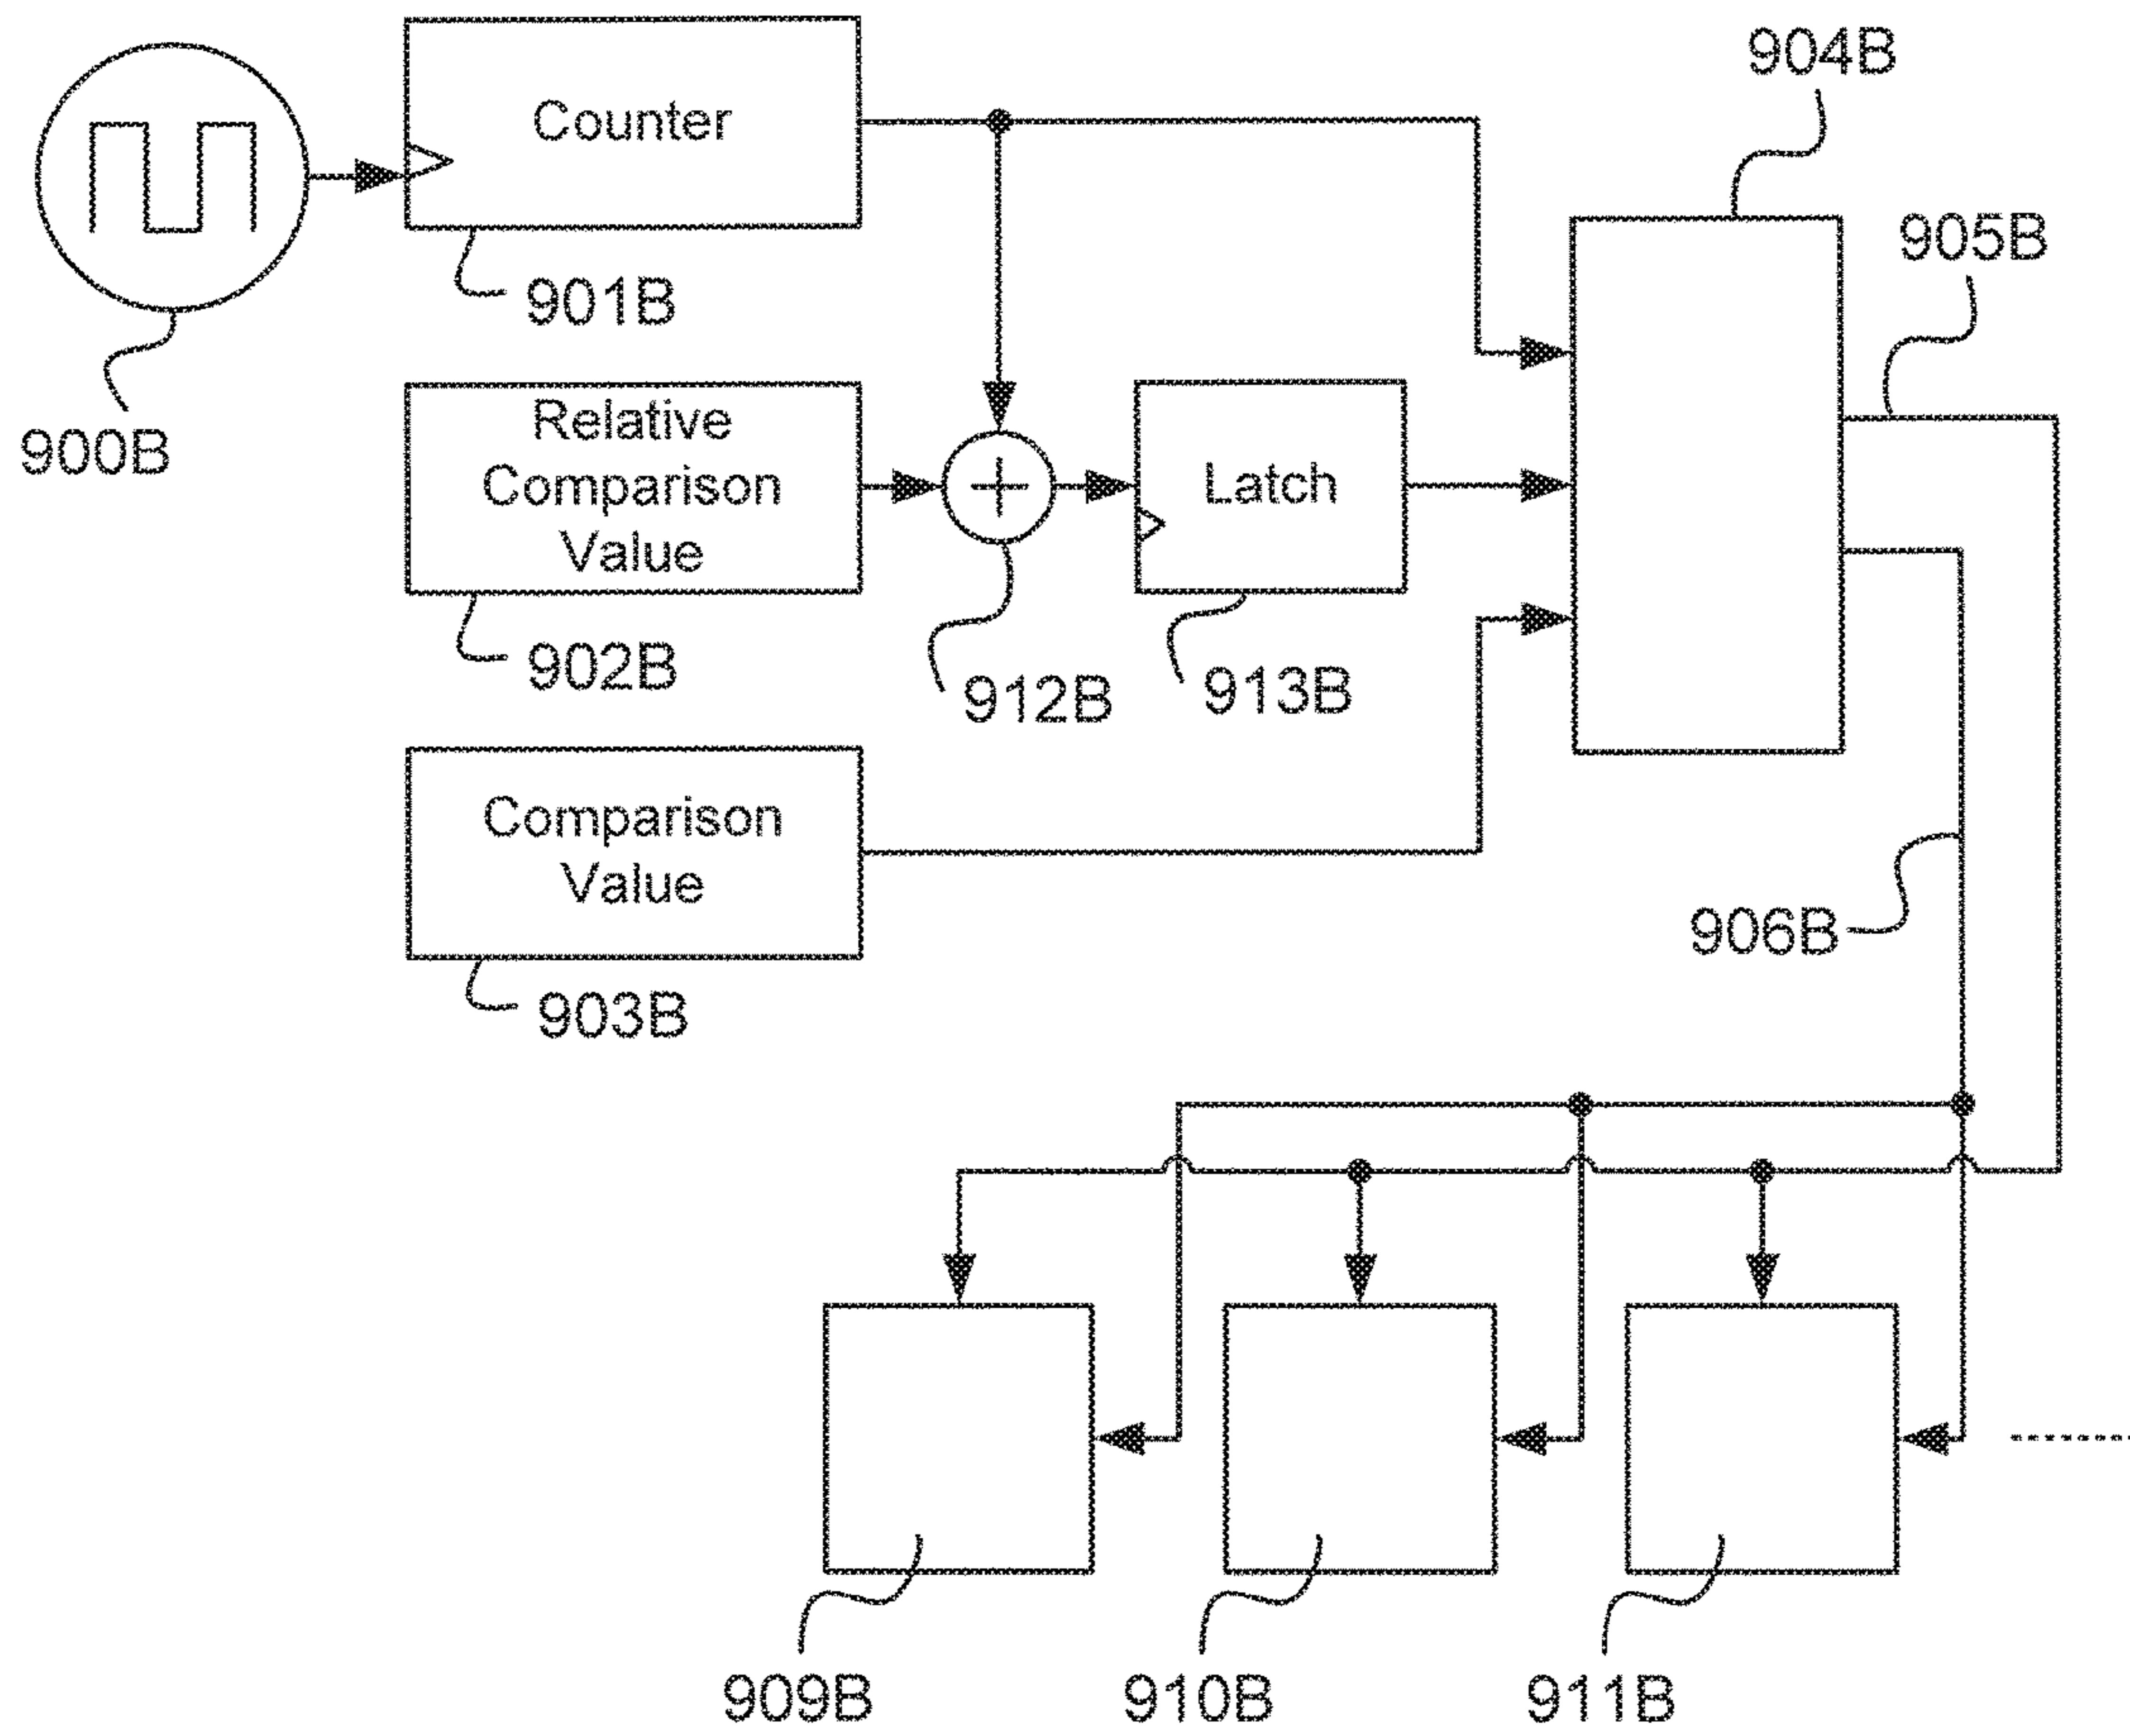 904B
Counter
905B
901B
900B
Relative
Comparison
Value
Latch
902B
912B
913B
Comparison
Value
906B
903B
909B
910B
911B